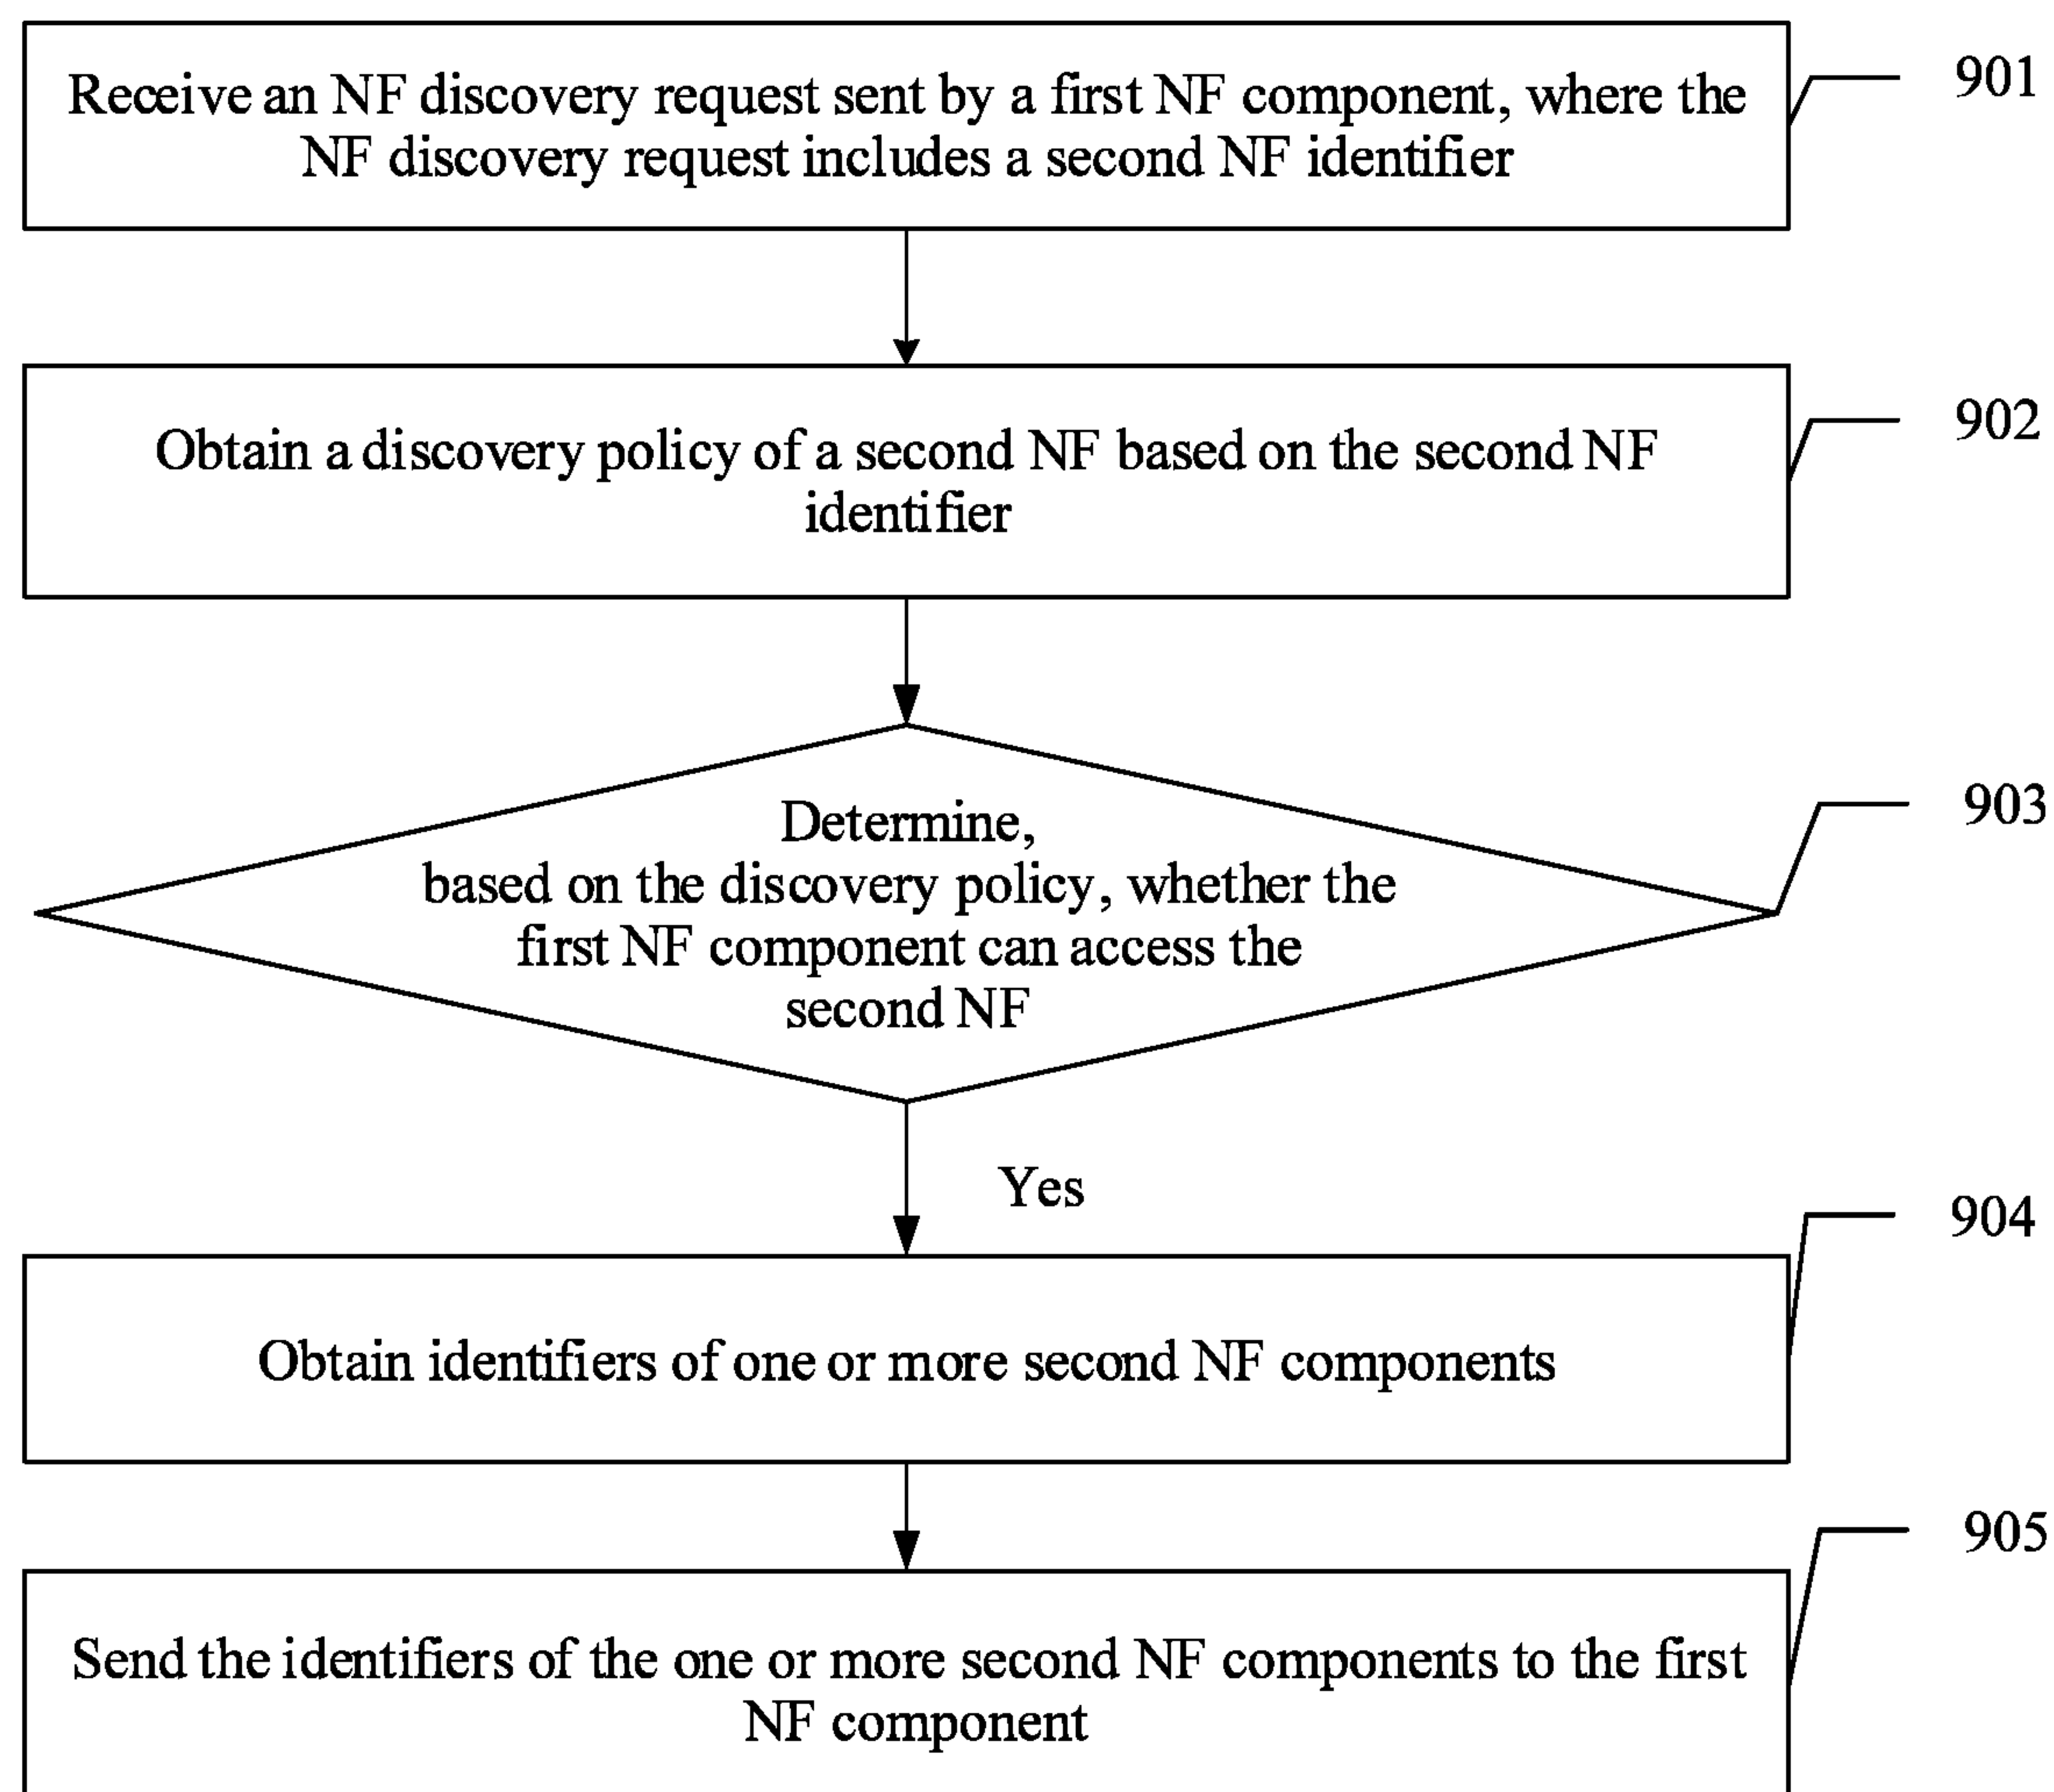 Receive an NF discovery request sent by a first NF component, where the
NF discovery request includes a second NF identifier
901
Obtain a discovery policy of a second NF based on the second NF
identifier
902
Determine,
based on the discovery policy, whether the
first NF component can access the
second NF
903
Yes
904
Obtain identifiers of one or more second NF components
905
Send the identifiers of the one or more second NF components to the first
NF component